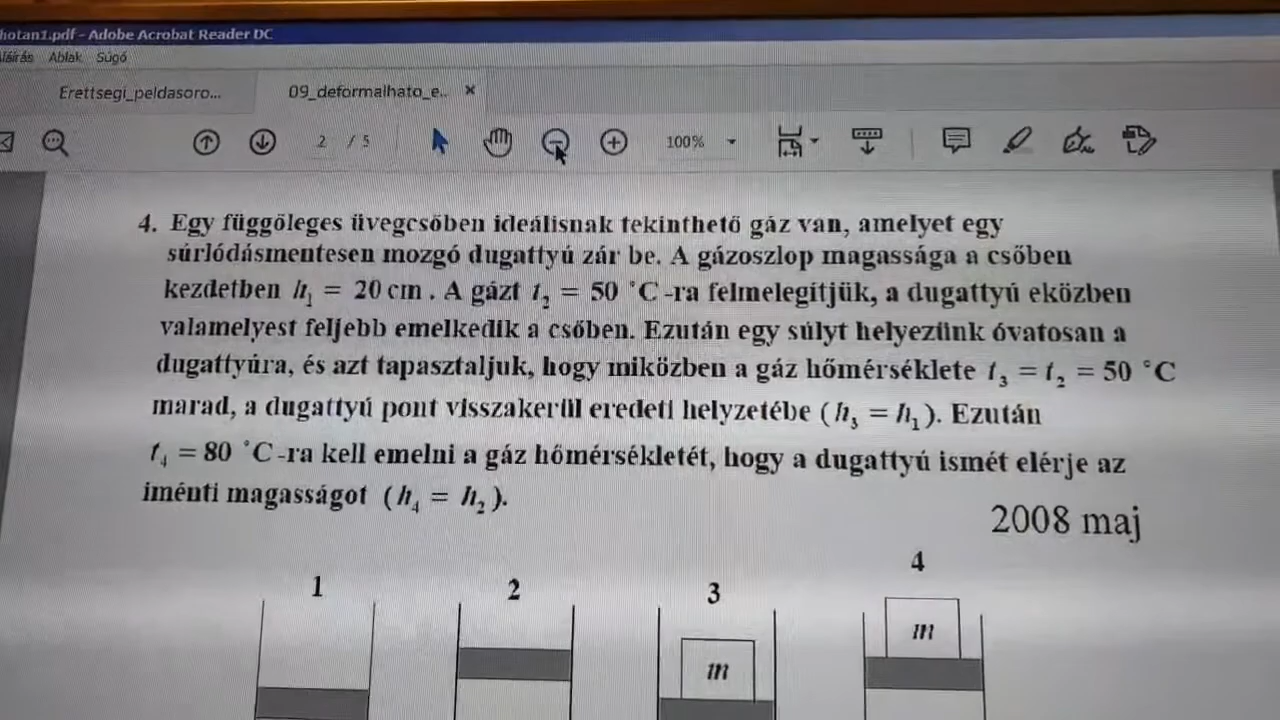 hotan1.pdf - Adobe Acrobat Reader DC
Aláírás Ablak Súgó
Erettsegi_peldasoro... 09_deformalhato_e.. ×
2 / 5 100%
4. Egy függőleges üvegcsőben ideálisnak tekinthető gáz van, amelyet egy
súrlódásmentesen mozgó dugattyú zár be. A gázoszlop magassága a csőben
kezdetben h₁ = 20 cm. A gázt t₂ = 50 °C-ra felmelegítjük, a dugattyú eközben
valamelyest feljebb emelkedik a csőben. Ezután egy súlyt helyezünk óvatosan a
dugattyúra, és azt tapasztaljuk, hogy miközben a gáz hőmérséklete t₃ = t₂ = 50 °C
marad, a dugattyú pont visszakerül eredeti helyzetébe (h₃ = h₁). Ezután
t₄ = 80 °C-ra kell emelni a gáz hőmérsékletét, hogy a dugattyú ismét elérje az
iménti magasságot (h₄ = h₂).
2008 maj
1 2 3 4
m m